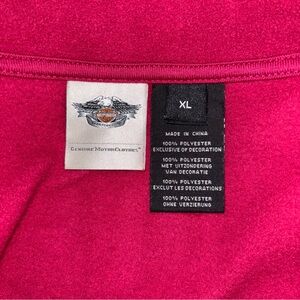 GENUINE MOTORCLOTHES™
XL
MADE IN CHINA
100% POLYESTER
EXCLUSIVE OF DECORATION
100% POLYESTER
MET UITZONDERING
VAN DECORATIE
100% POLYESTER
EXCLUT LES DECORATIONS
100% POLYESTER
OHNE VERZIERUNG